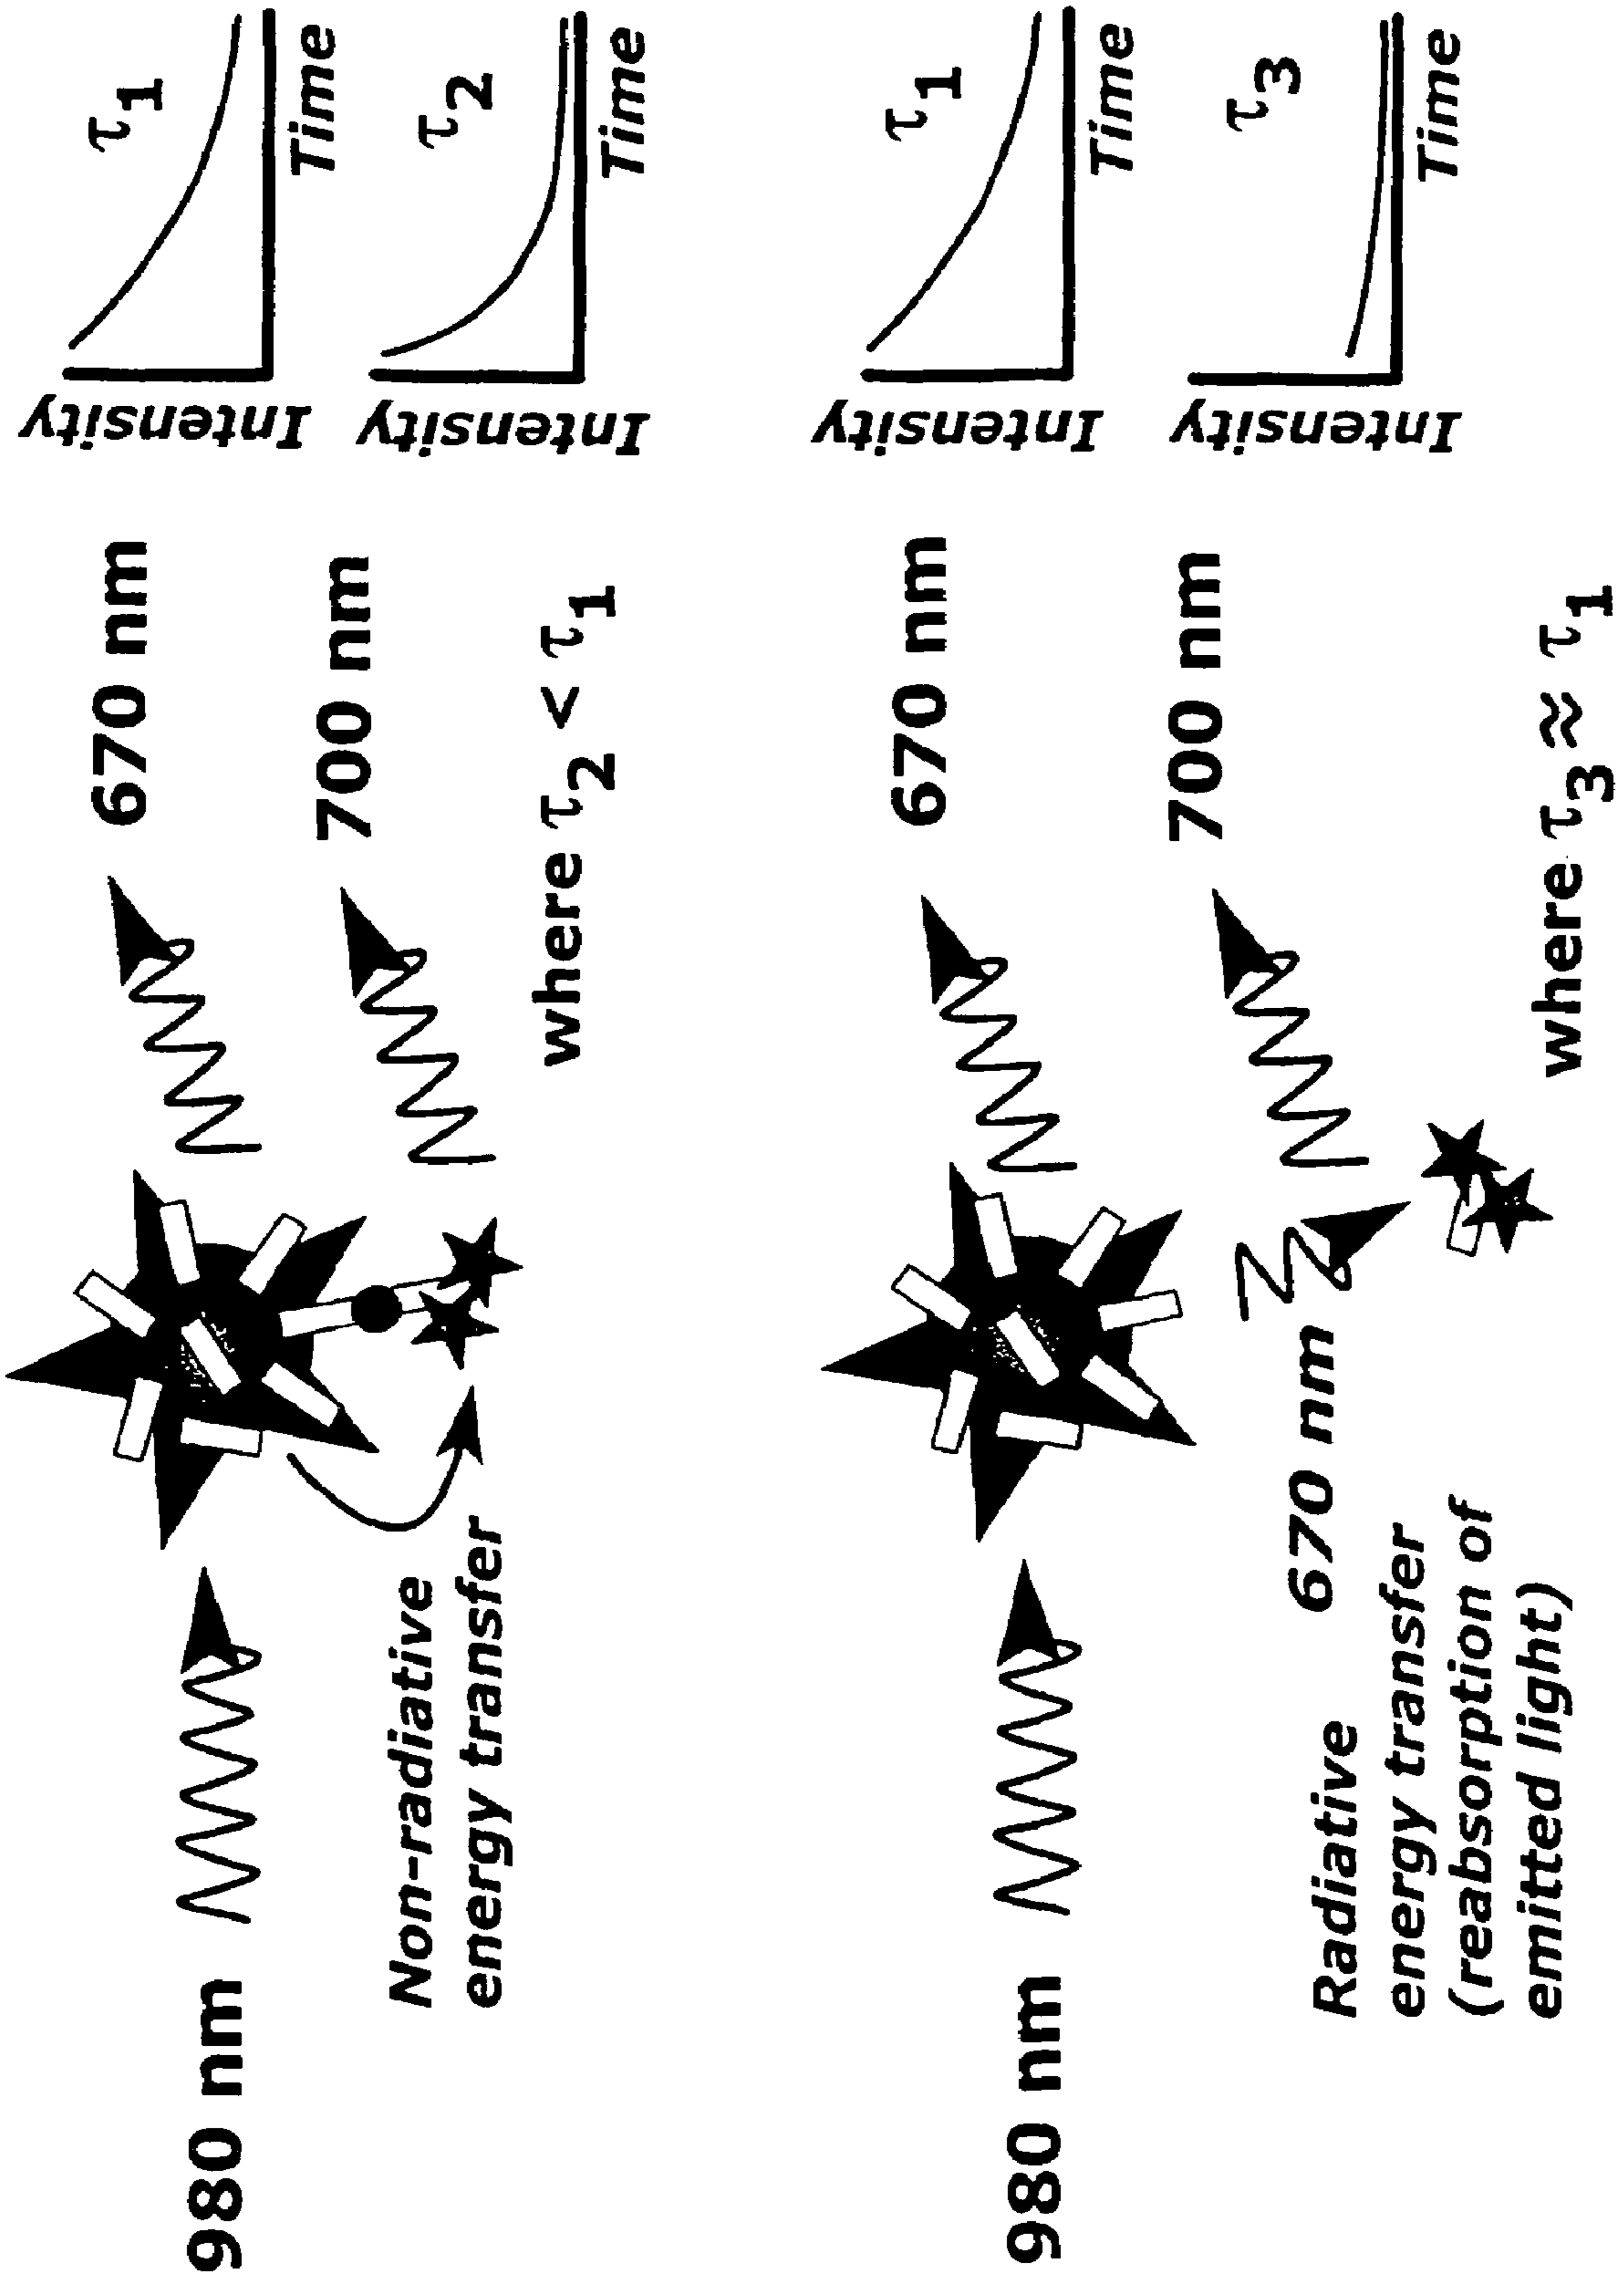 980 nm
670 nm
Intensity
τ1
Time
Non-radiative
energy transfer
700 nm
where τ2 < τ1
Intensity
τ2
Time
980 nm
670 nm
Intensity
τ1
Time
Radiative
energy transfer
(reabsorption of
emitted light)
670 nm
700 nm
where τ3 ≈ τ1
Intensity
τ3
Time